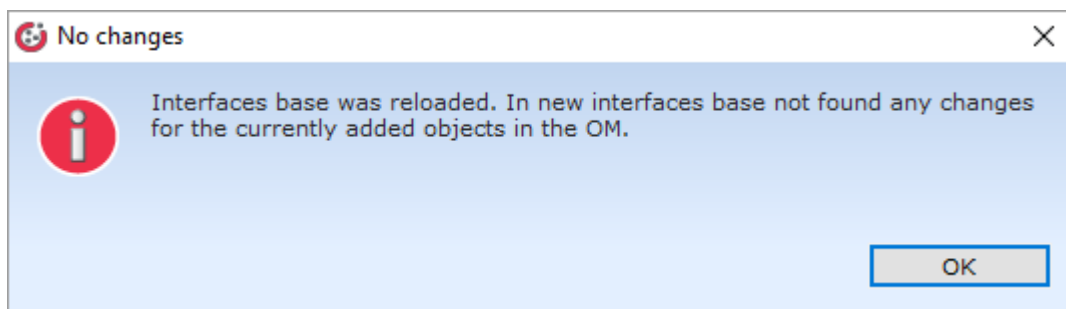 No changes
Interfaces base was reloaded. In new interfaces base not found any changes
for the currently added objects in the OM.
OK